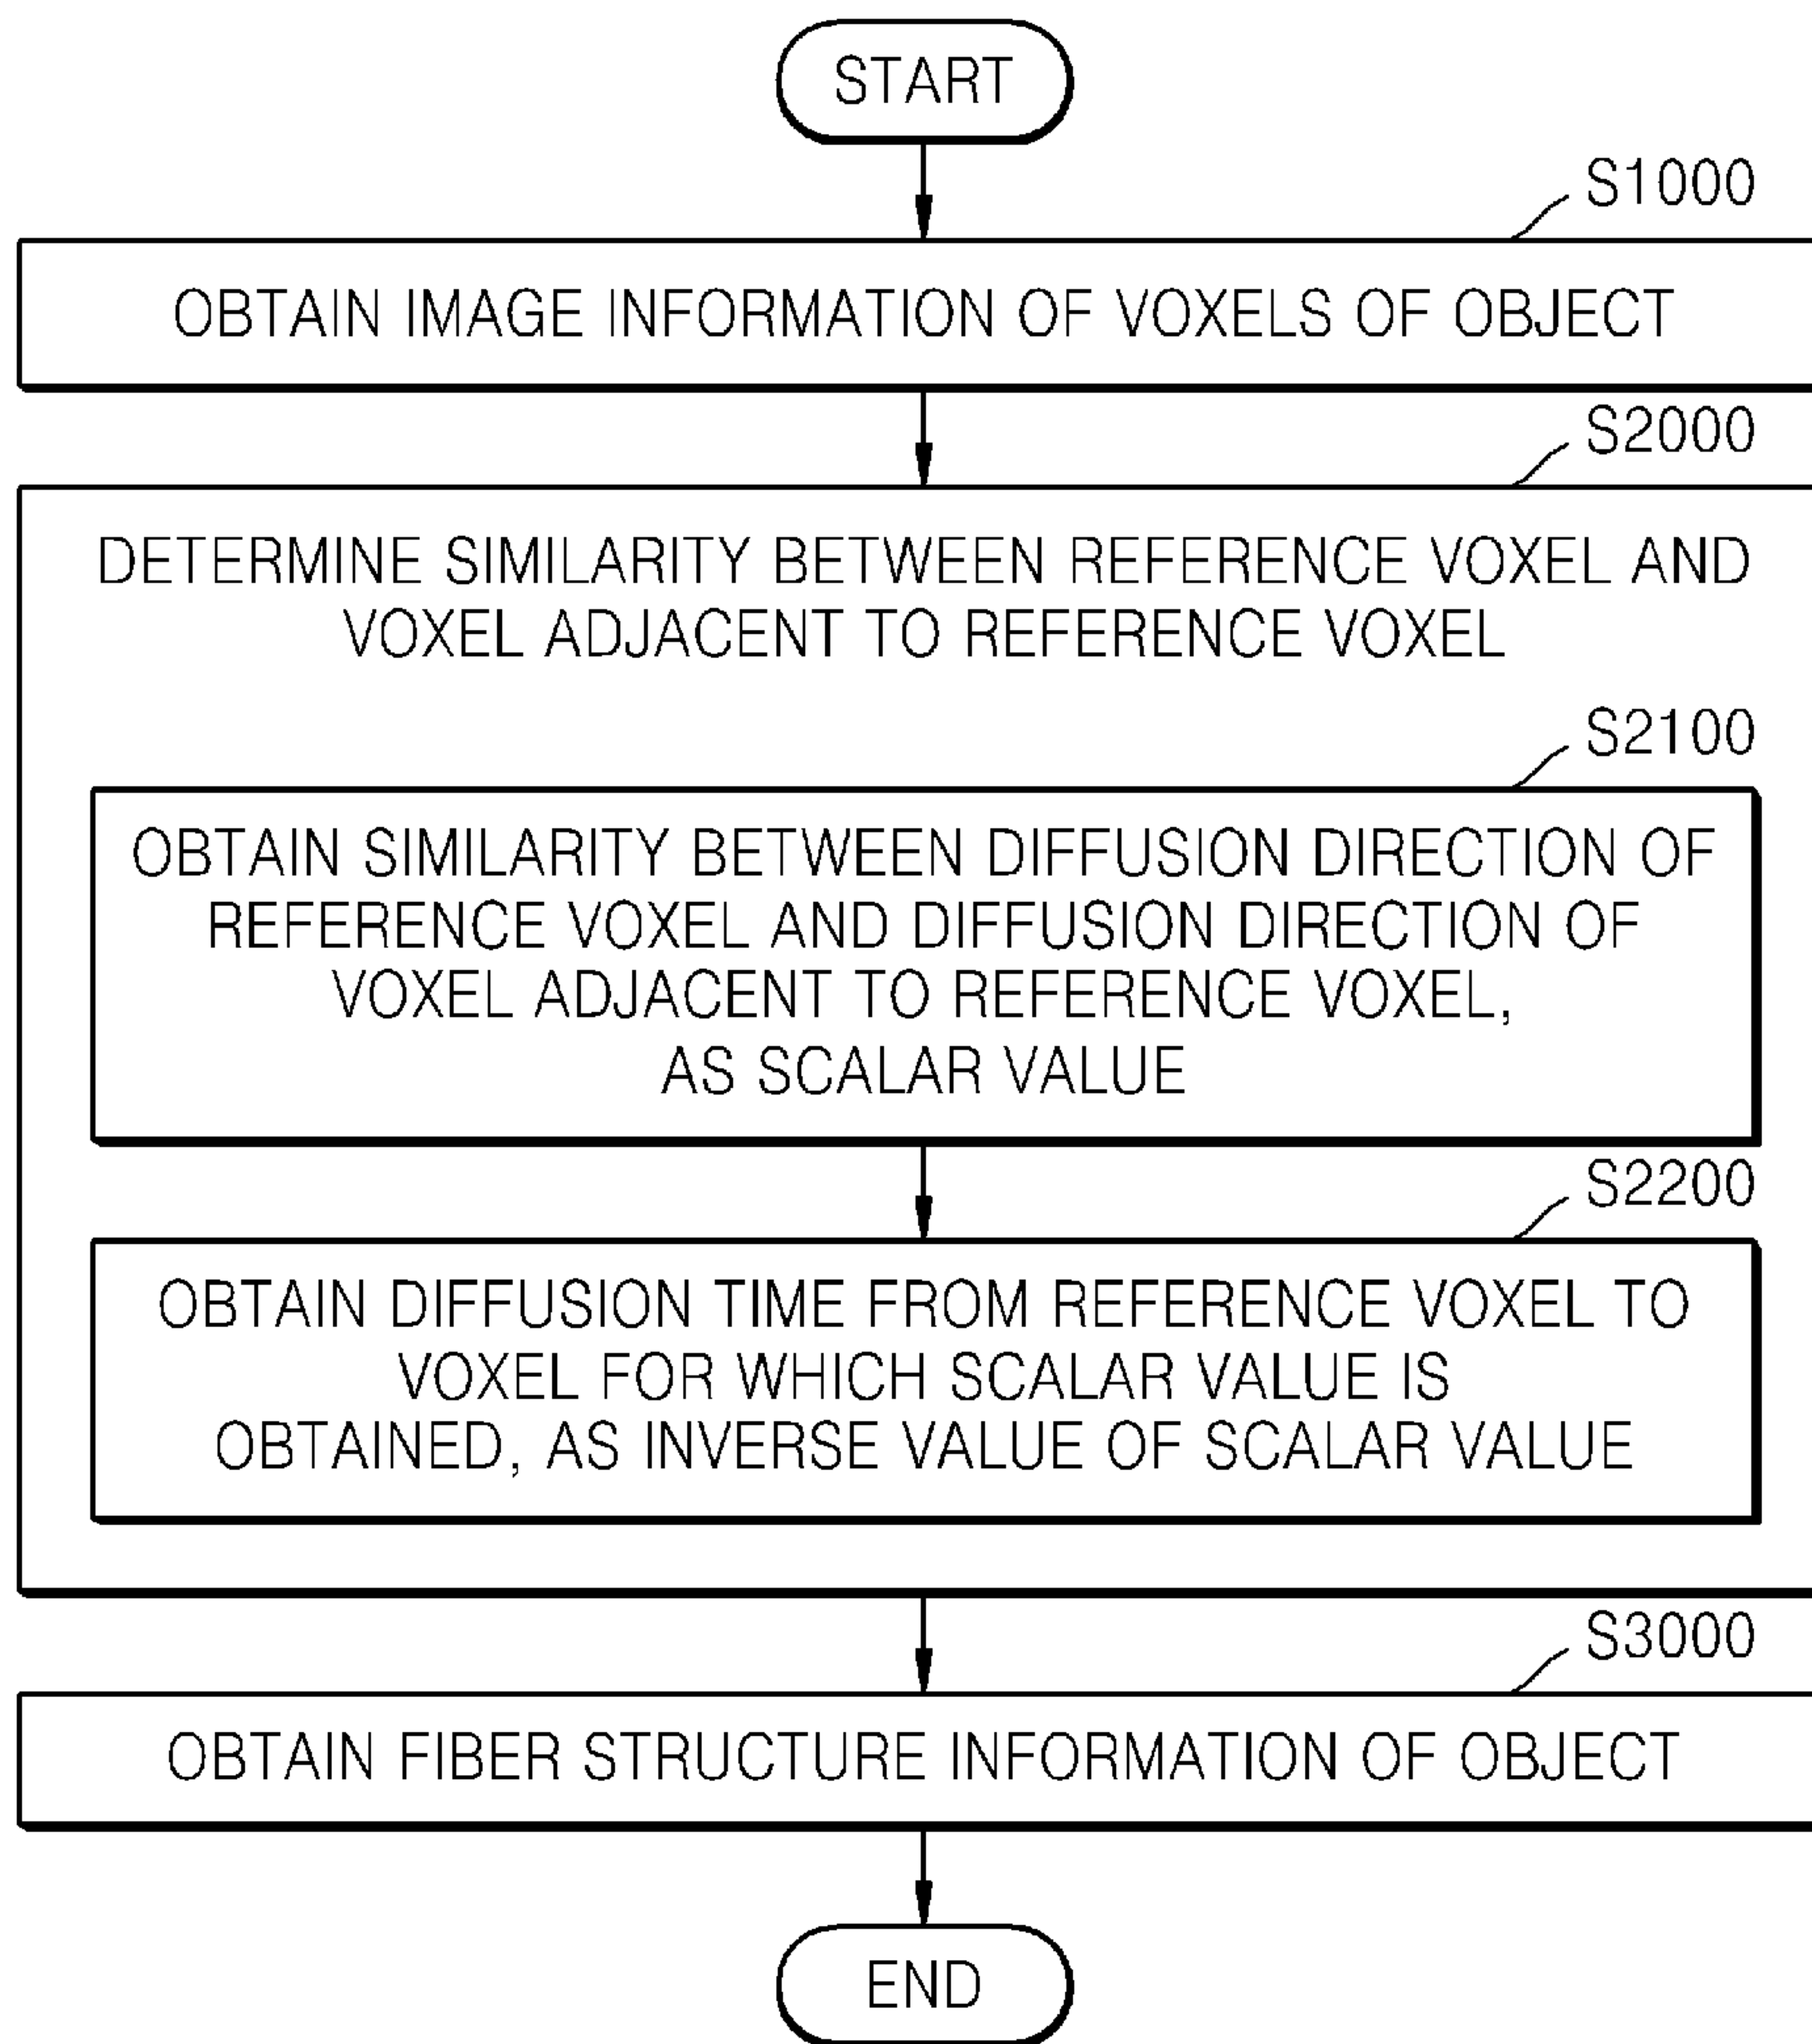 START
S1000
OBTAIN IMAGE INFORMATION OF VOXELS OF OBJECT
S2000
DETERMINE SIMILARITY BETWEEN REFERENCE VOXEL AND
VOXEL ADJACENT TO REFERENCE VOXEL
S2100
OBTAIN SIMILARITY BETWEEN DIFFUSION DIRECTION OF
REFERENCE VOXEL AND DIFFUSION DIRECTION OF
VOXEL ADJACENT TO REFERENCE VOXEL,
AS SCALAR VALUE
S2200
OBTAIN DIFFUSION TIME FROM REFERENCE VOXEL TO
VOXEL FOR WHICH SCALAR VALUE IS
OBTAINED, AS INVERSE VALUE OF SCALAR VALUE
S3000
OBTAIN FIBER STRUCTURE INFORMATION OF OBJECT
END